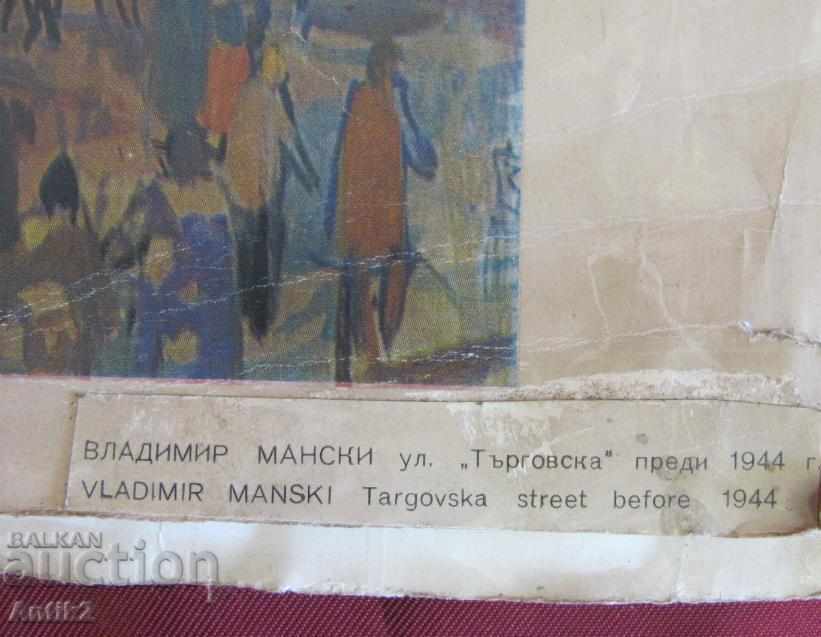 ВЛАДИМИР МАНСКИ ул. „Търговска" преди 1944 г.
VLADIMIR MANSKI Targovska street before 1944
BALKAN
auction
Antik2